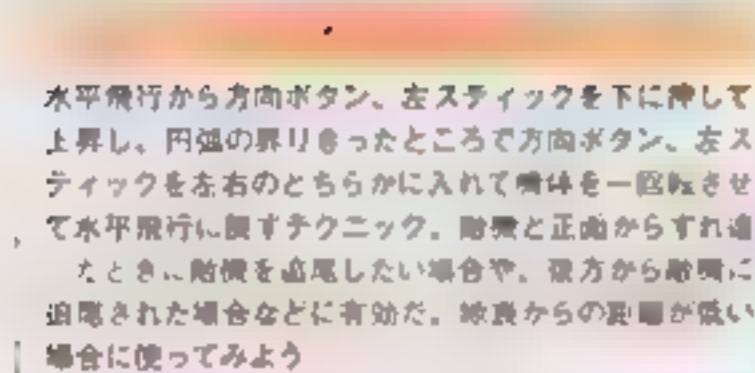 水平飛行から方向ボタン、左スティックを下に押して
上昇し、円弧の昇りきったところで方向ボタン、左ス
ティックを左右のどちらかに入れて機体を一回転させ
て水平飛行に戻すテクニック。敵機と正面からすれ違
たときに敵機を追尾したい場合や、後方から敵機に
追尾された場合などに有効だ。からの距離が低い
場合に使ってみよう